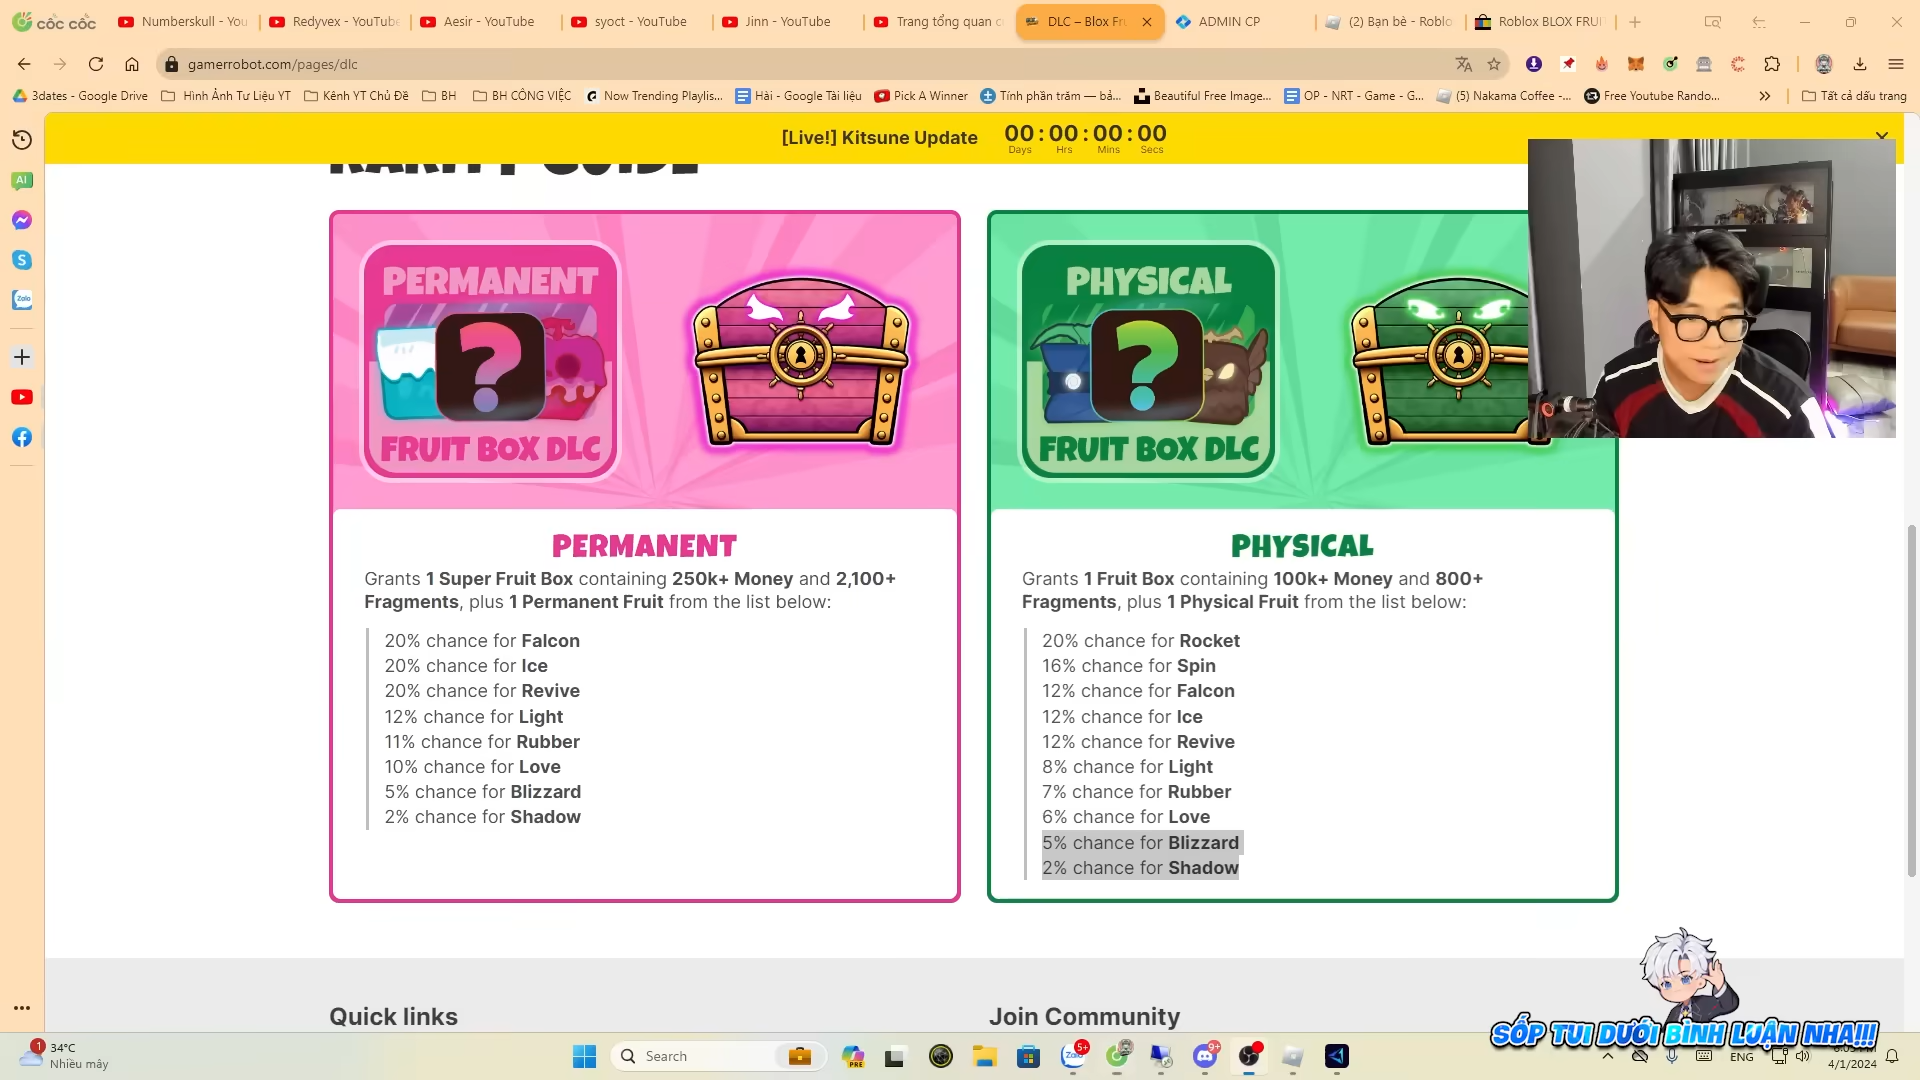 cốc cốc
Numberskull - You
Redyvex - YouTube
Aesir - YouTube
syoct - YouTube
Jinn - YouTube
Trang tổng quan c
DLC – Blox Fru
ADMIN CP
(2) Bạn bè - Roblo
Roblox BLOX FRUI
gamerrobot.com/pages/dlc
3dates - Google Drive
Hình Ảnh Tư Liệu YT
Kênh YT Chủ Đề
BH
BH CÔNG VIỆC
Now Trending Playlis...
Hài - Google Tài liệu
Pick A Winner
Tính phần trăm — bả...
Beautiful Free Image...
OP - NRT - Game - G...
(5) Nakama Coffee -...
Free Youtube Rando...
Tất cả dấu trang
[Live!] Kitsune Update
00 : 00 : 00 : 00
Days Hrs Mins Secs
RARITY GUIDE
PERMANENT
FRUIT BOX DLC
PERMANENT
Grants 1 Super Fruit Box containing 250k+ Money and 2,100+
Fragments, plus 1 Permanent Fruit from the list below:
20% chance for Falcon
20% chance for Ice
20% chance for Revive
12% chance for Light
11% chance for Rubber
10% chance for Love
5% chance for Blizzard
2% chance for Shadow
PHYSICAL
FRUIT BOX DLC
PHYSICAL
Grants 1 Fruit Box containing 100k+ Money and 800+
Fragments, plus 1 Physical Fruit from the list below:
20% chance for Rocket
16% chance for Spin
12% chance for Falcon
12% chance for Ice
12% chance for Revive
8% chance for Light
7% chance for Rubber
6% chance for Love
5% chance for Blizzard
2% chance for Shadow
Quick links
Join Community
SỐP TUI DƯỚI BÌNH LUẬN NHA!!!
AI
Zalo
1
34°C
Nhiều mây
Search
PRE
Zalo
5+
9+
ENG
4/1/2024